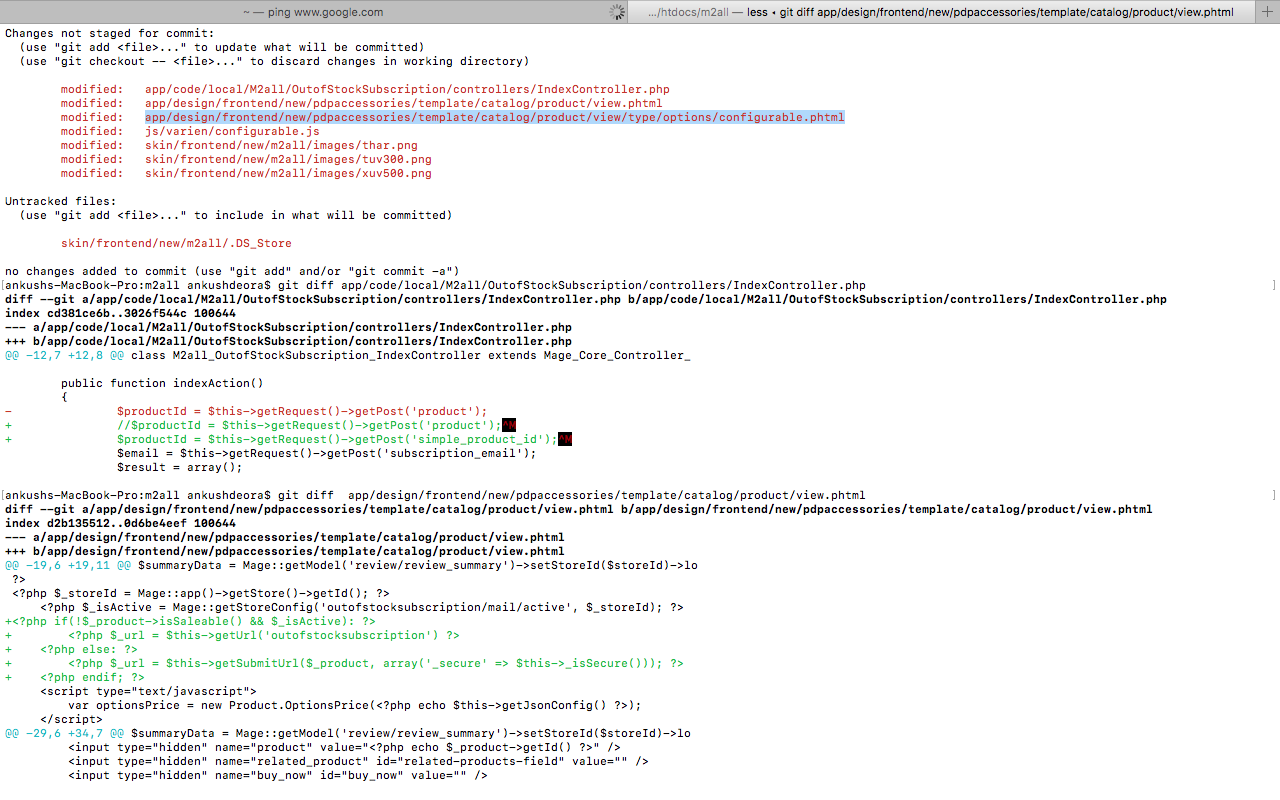 ~ — ping www.google.com
.../htdocs/m2all — less ◂ git diff app/design/frontend/new/pdpaccessories/template/catalog/product/view.phtml
+
Changes not staged for commit:
  (use "git add <file>..." to update what will be committed)
  (use "git checkout -- <file>..." to discard changes in working directory)
        modified:   app/code/local/M2all/OutofStockSubscription/controllers/IndexController.php
        modified:   app/design/frontend/new/pdpaccessories/template/catalog/product/view.phtml
        modified:   app/design/frontend/new/pdpaccessories/template/catalog/product/view/type/options/configurable.phtml
        modified:   js/varien/configurable.js
        modified:   skin/frontend/new/m2all/images/thar.png
        modified:   skin/frontend/new/m2all/images/tuv300.png
        modified:   skin/frontend/new/m2all/images/xuv500.png
Untracked files:
  (use "git add <file>..." to include in what will be committed)
        skin/frontend/new/m2all/.DS_Store
no changes added to commit (use "git add" and/or "git commit -a")
[ankushs-MacBook-Pro:m2all ankushdeora$ git diff app/code/local/M2all/OutofStockSubscription/controllers/IndexController.php ]
diff --git a/app/code/local/M2all/OutofStockSubscription/controllers/IndexController.php b/app/code/local/M2all/OutofStockSubscription/controllers/IndexController.php
index cd381ce6b..3026f544c 100644
--- a/app/code/local/M2all/OutofStockSubscription/controllers/IndexController.php
+++ b/app/code/local/M2all/OutofStockSubscription/controllers/IndexController.php
@@ -12,7 +12,8 @@ class M2all_OutofStockSubscription_IndexController extends Mage_Core_Controller_
        public function indexAction()
        {
-               $productId = $this->getRequest()->getPost('product');
+               //$productId = $this->getRequest()->getPost('product');^M
+               $productId = $this->getRequest()->getPost('simple_product_id');^M
                $email = $this->getRequest()->getPost('subscription_email');
                $result = array();
[ankushs-MacBook-Pro:m2all ankushdeora$ git diff  app/design/frontend/new/pdpaccessories/template/catalog/product/view.phtml ]
diff --git a/app/design/frontend/new/pdpaccessories/template/catalog/product/view.phtml b/app/design/frontend/new/pdpaccessories/template/catalog/product/view.phtml
index d2b135512..0d6be4eef 100644
--- a/app/design/frontend/new/pdpaccessories/template/catalog/product/view.phtml
+++ b/app/design/frontend/new/pdpaccessories/template/catalog/product/view.phtml
@@ -19,6 +19,11 @@ $summaryData = Mage::getModel('review/review_summary')->setStoreId($storeId)->lo
 ?>
 <?php $_storeId = Mage::app()->getStore()->getId(); ?>
     <?php $_isActive = Mage::getStoreConfig('outofstocksubscription/mail/active', $_storeId); ?>
+<?php if(!$_product->isSaleable() && $_isActive): ?>
+        <?php $_url = $this->getUrl('outofstocksubscription') ?>
+    <?php else: ?>
+        <?php $_url = $this->getSubmitUrl($_product, array('_secure' => $this->_isSecure())); ?>
+    <?php endif; ?>
     <script type="text/javascript">
         var optionsPrice = new Product.OptionsPrice(<?php echo $this->getJsonConfig() ?>);
     </script>
@@ -29,6 +34,7 @@ $summaryData = Mage::getModel('review/review_summary')->setStoreId($storeId)->lo
         <input type="hidden" name="product" value="<?php echo $_product->getId() ?>" />
         <input type="hidden" name="related_product" id="related-products-field" value="" />
         <input type="hidden" name="buy_now" id="buy_now" value="" />